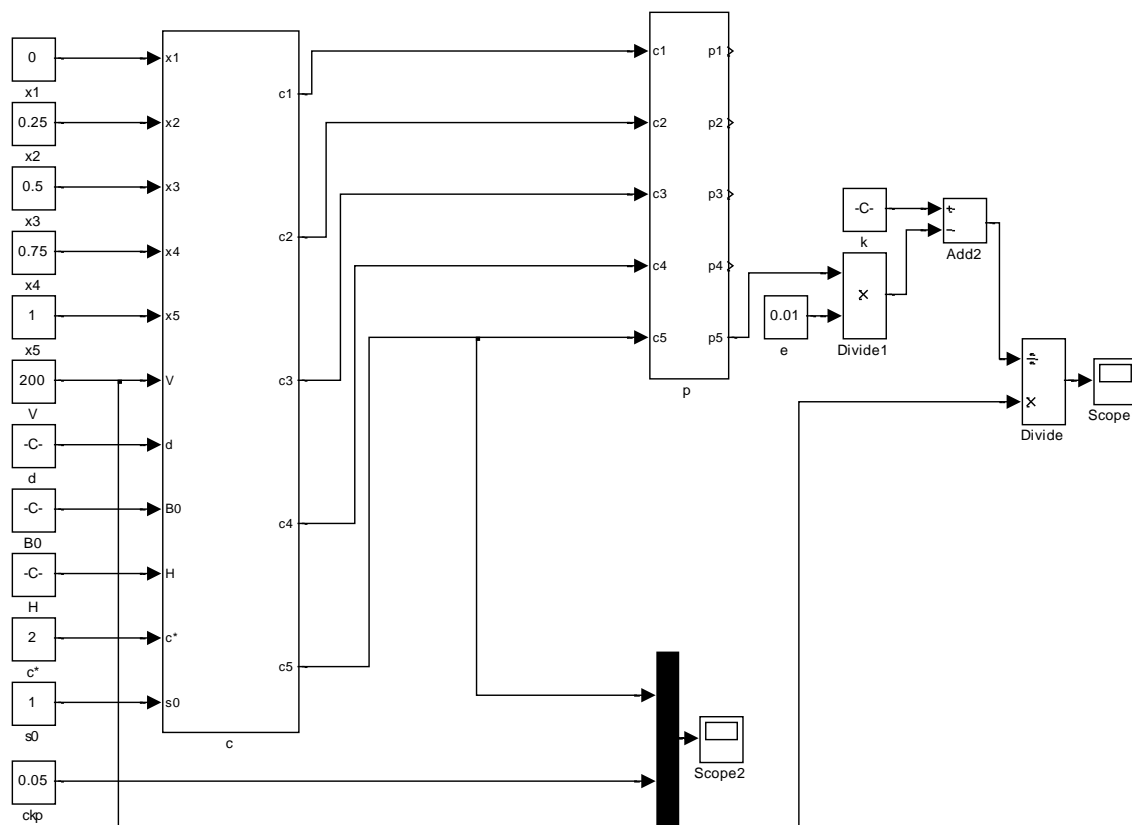 0
x1
0.25
x2
0.5
x3
0.75
x4
1
x5
200
V
-C-
d
-C-
B0
-C-
H
2
c*
1
s0
0.05
ckp
x1
x2
x3
x4
x5
V
d
B0
H
c*
s0
c1
c2
c3
c4
c5
c
c1
c2
c3
c4
c5
p1
p2
p3
p4
p5
p
-C-
k
0.01
e
×
Divide1
+
−
Add2
÷
×
Divide
Scope
Scope2